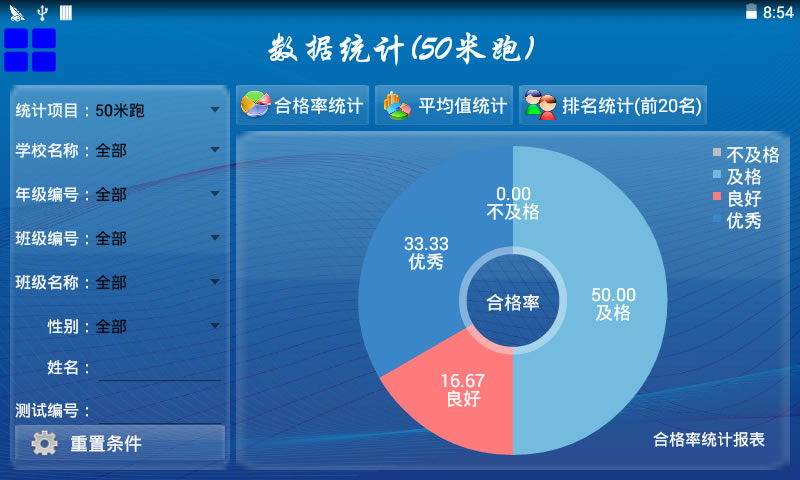 8:54
数据统计(50米跑)
统计项目：50米跑
学校名称：全部
年级编号：全部
班级编号：全部
班级名称：全部
性别：全部
姓名：
测试编号：
重置条件
合格率统计
平均值统计
排名统计(前20名)
不及格
及格
良好
优秀
0.00
不及格
33.33
优秀
50.00
及格
合格率
16.67
良好
合格率统计报表